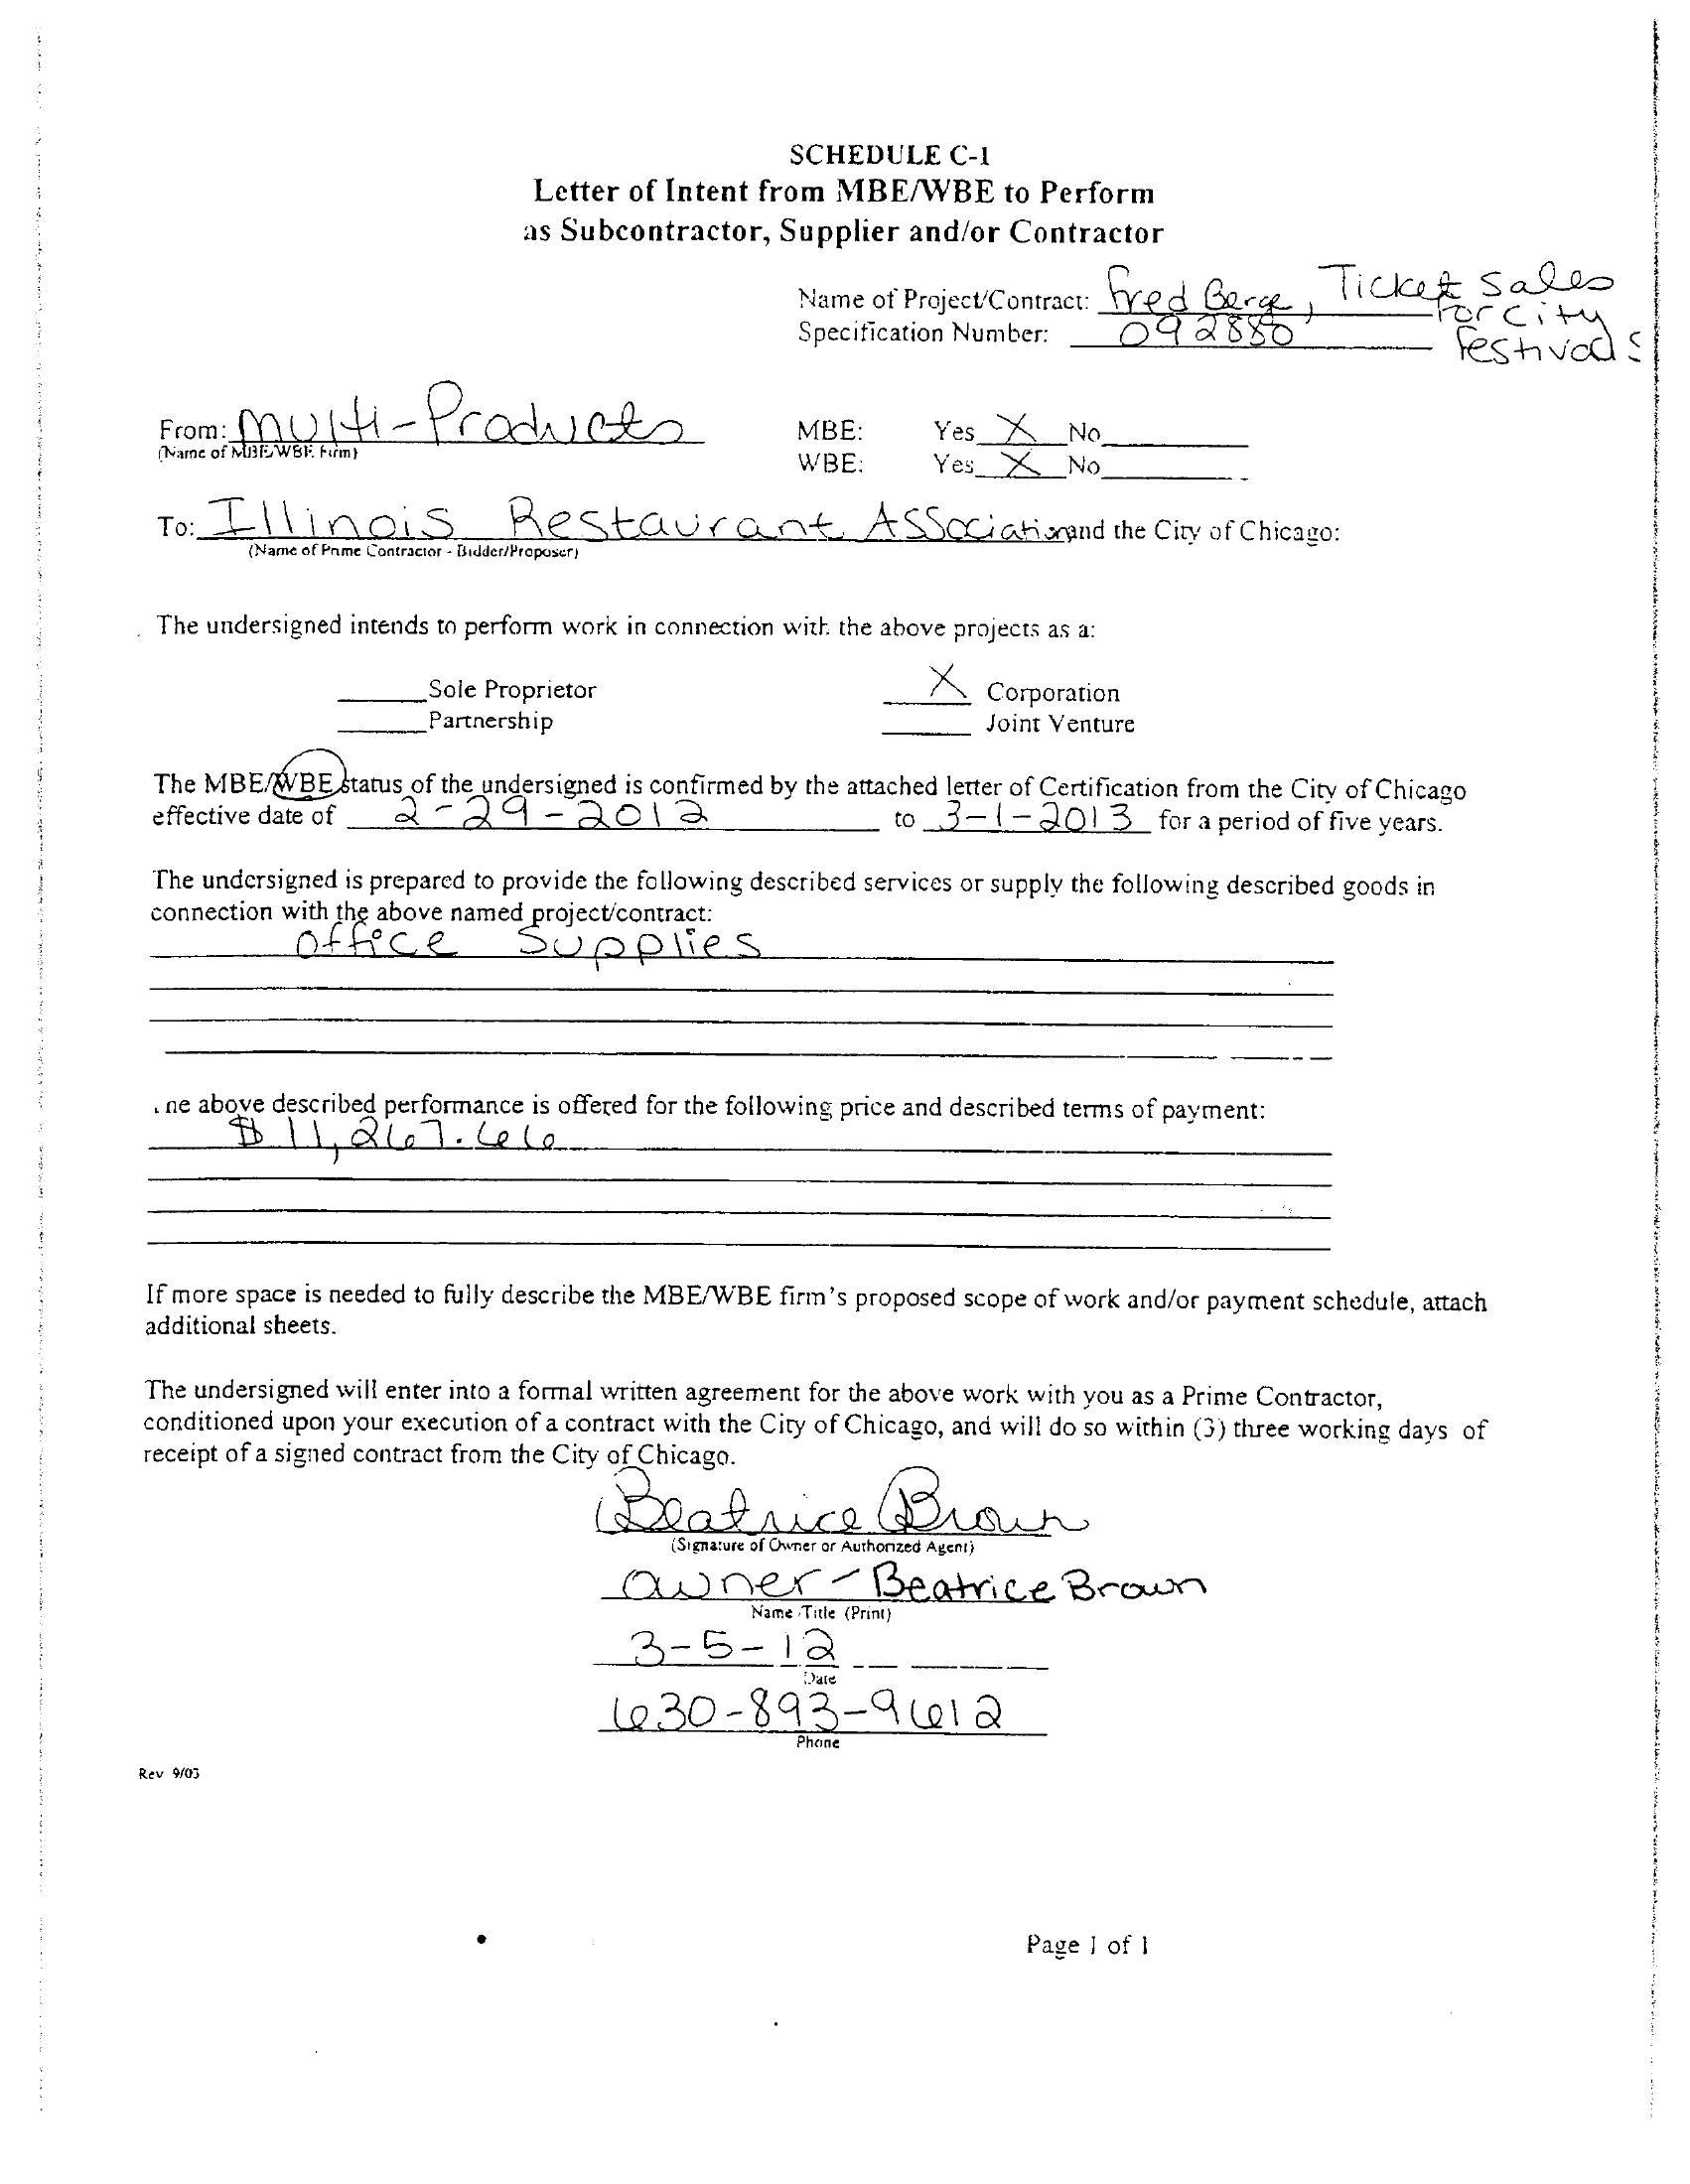 SCHEDULE C-1
Letter of Intent from MBE/WBE to Perform
as Subcontractor, Supplier and/or Contractor
Name of Project/Contract: Fred Berge, Ticket Sales
For City
Festivals
Specification Number: 092880
From: Multi-Products
(Name of MBE/WBE Firm)
MBE: Yes X No
WBE: Yes X No
To: Illinois Restaurant Association and the City of Chicago:
(Name of Prime Contractor - Bidder/Proposer)
The undersigned intends to perform work in connection with the above projects as a:
Sole Proprietor X Corporation
Partnership Joint Venture
The MBE/WBE status of the undersigned is confirmed by the attached letter of Certification from the City of Chicago
effective date of 2-29-2012 to 3-1-2013 for a period of five years.
The undersigned is prepared to provide the following described services or supply the following described goods in
connection with the above named project/contract:
Office Supplies
ne above described performance is offered for the following price and described terms of payment:
$11,267.66
If more space is needed to fully describe the MBE/WBE firm's proposed scope of work and/or payment schedule, attach
additional sheets.
The undersigned will enter into a formal written agreement for the above work with you as a Prime Contractor,
conditioned upon your execution of a contract with the City of Chicago, and will do so within (3) three working days of
receipt of a signed contract from the City of Chicago.
Beatrice Brown
(Signature of Owner or Authorized Agent)
Owner - Beatrice Brown
Name/Title (Print)
3-5-12
Date
630-893-9612
Phone
Rev 9/03
Page 1 of 1